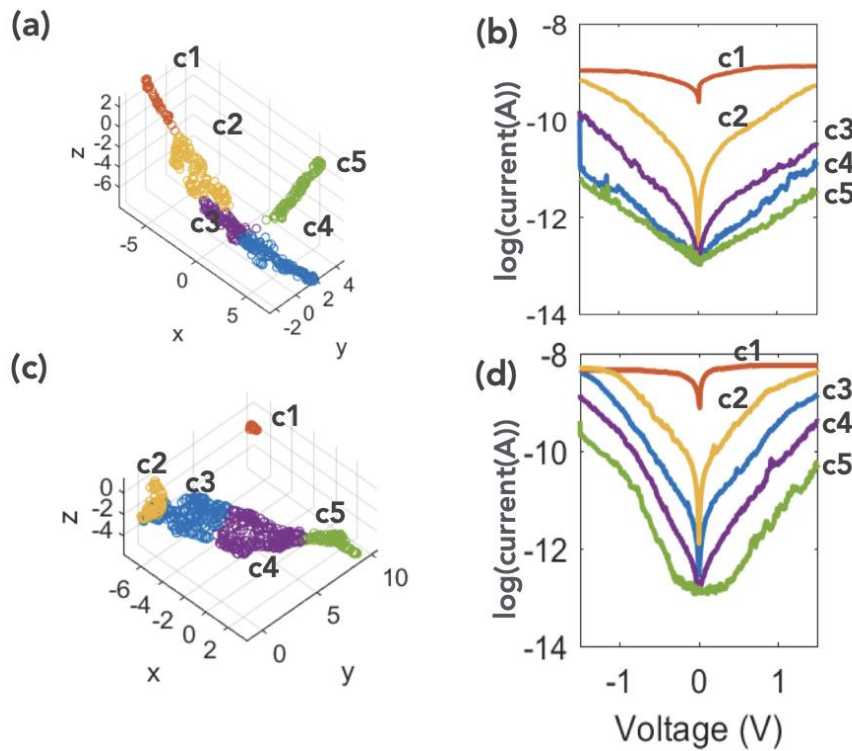 (a)
c1
c2
c3
c4
c5
2
0
-2
-4
-6
z
-5
0
5
x
-2
0
2
4
y
(b)
-8
-10
-12
-14
log(current(A))
c1
c2
c3
c4
c5
(c)
c1
c2
c3
c4
c5
0
-2
-4
z
-6
-4
-2
0
2
x
0
5
10
y
(d)
-8
-10
-12
-14
log(current(A))
c1
c2
c3
c4
c5
-1
0
1
Voltage (V)